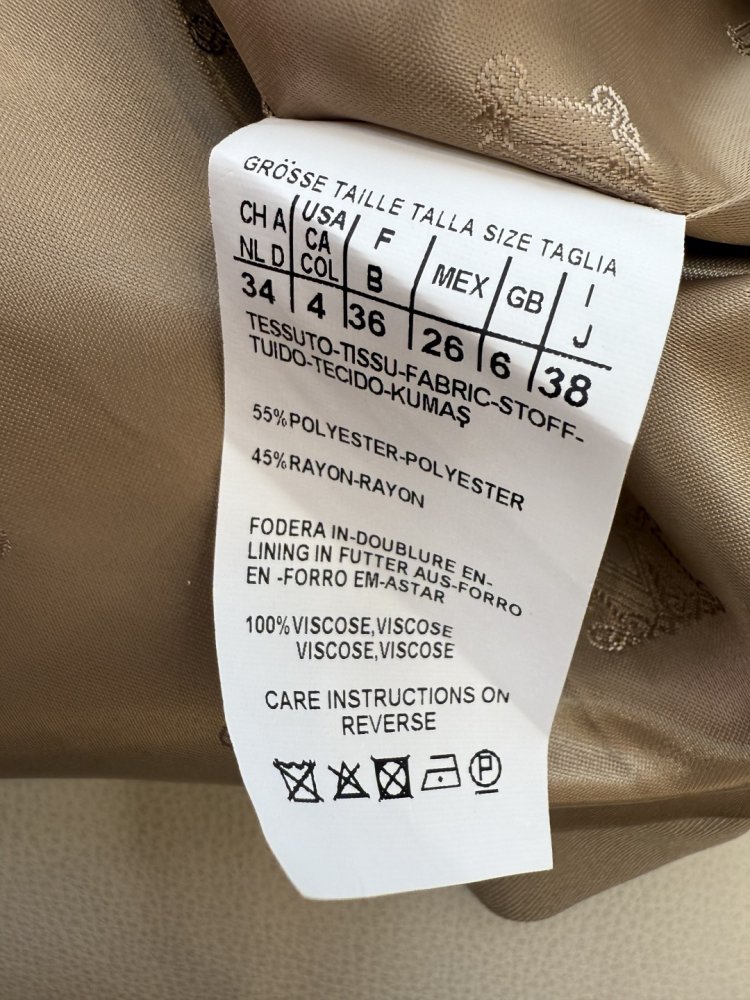 GRÖSSE TAILLE TALLA SIZE TAGLIA
CH A USA F MEX GB I
NL D CA COL B J
34 4 36 26 6 38
TESSUTO-TISSU-FABRIC-STOFF-
TUIDO-TECIDO-KUMAŞ
55%POLYESTER-POLYESTER
45%RAYON-RAYON
FODERA IN-DOUBLURE EN-
LINING IN FUTTER AUS-FORRO
EN -FORRO EM-ASTAR
100%VISCOSE,VISCOSE
VISCOSE,VISCOSE
CARE INSTRUCTIONS ON
REVERSE
P